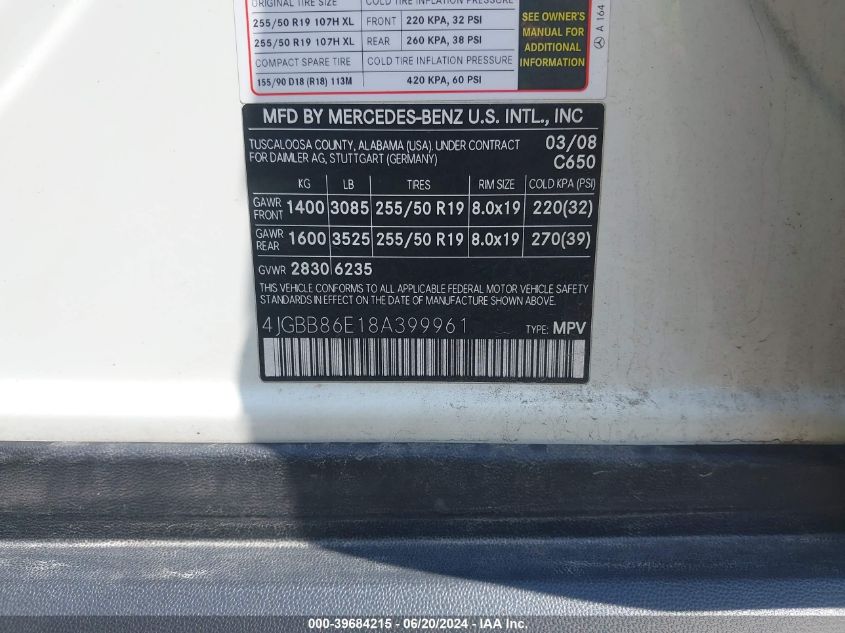 ORIGINAL TIRE SIZE COLD TIRE INFLATION PRESSURE
255/50 R19 107H XL FRONT 220 KPA, 32 PSI
255/50 R19 107H XL REAR 260 KPA, 38 PSI
COMPACT SPARE TIRE COLD TIRE INFLATION PRESSURE
155/90 D18 (R18) 113M 420 KPA, 60 PSI
SEE OWNER'S
MANUAL FOR
ADDITIONAL
INFORMATION
A 164
MFD BY MERCEDES-BENZ U.S. INTL., INC
TUSCALOOSA COUNTY, ALABAMA (USA). UNDER CONTRACT 03/08
FOR DAIMLER AG, STUTTGART (GERMANY) C650
KG LB TIRES RIM SIZE COLD KPA (PSI)
GAWR FRONT 1400 3085 255/50 R19 8.0x19 220(32)
GAWR REAR 1600 3525 255/50 R19 8.0x19 270(39)
GVWR 2830 6235
THIS VEHICLE CONFORMS TO ALL APPLICABLE FEDERAL MOTOR VEHICLE SAFETY
STANDARDS IN EFFECT ON THE DATE OF MANUFACTURE SHOWN ABOVE.
4JGBB86E18A399961 TYPE: MPV
000-39684215 - 06/20/2024 - IAA, Inc.